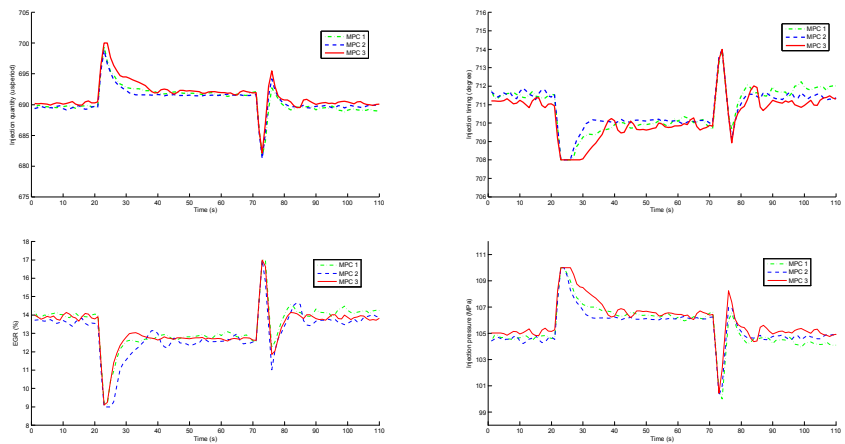 705
700
695
690
685
680
675
Injection quantity (us/period)
MPC 1
MPC 2
MPC 3
0 10 20 30 40 50 60 70 80 90 100 110
Time (s)
716
714
712
710
708
706
Injection timing (degree)
MPC 1
MPC 2
MPC 3
0 10 20 30 40 50 60 70 80 90 100 110
Time (s)
18
17
16
15
14
13
12
11
10
9
8
EGR (%)
MPC 1
MPC 2
MPC 3
0 10 20 30 40 50 60 70 80 90 100 110
Time (s)
111
109
107
105
103
101
99
Injection pressure (MPa)
MPC 1
MPC 2
MPC 3
0 10 20 30 40 50 60 70 80 90 100 110
Time (s)